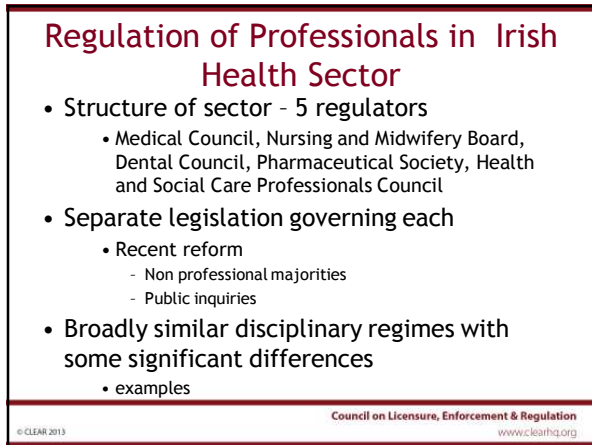 Regulation of Professionals in Irish
Health Sector
• Structure of sector – 5 regulators
• Medical Council, Nursing and Midwifery Board,
Dental Council, Pharmaceutical Society, Health
and Social Care Professionals Council
• Separate legislation governing each
• Recent reform
– Non professional majorities
– Public inquiries
• Broadly similar disciplinary regimes with
some significant differences
• examples
Council on Licensure, Enforcement & Regulation
© CLEAR 2013
www.clearhq.org